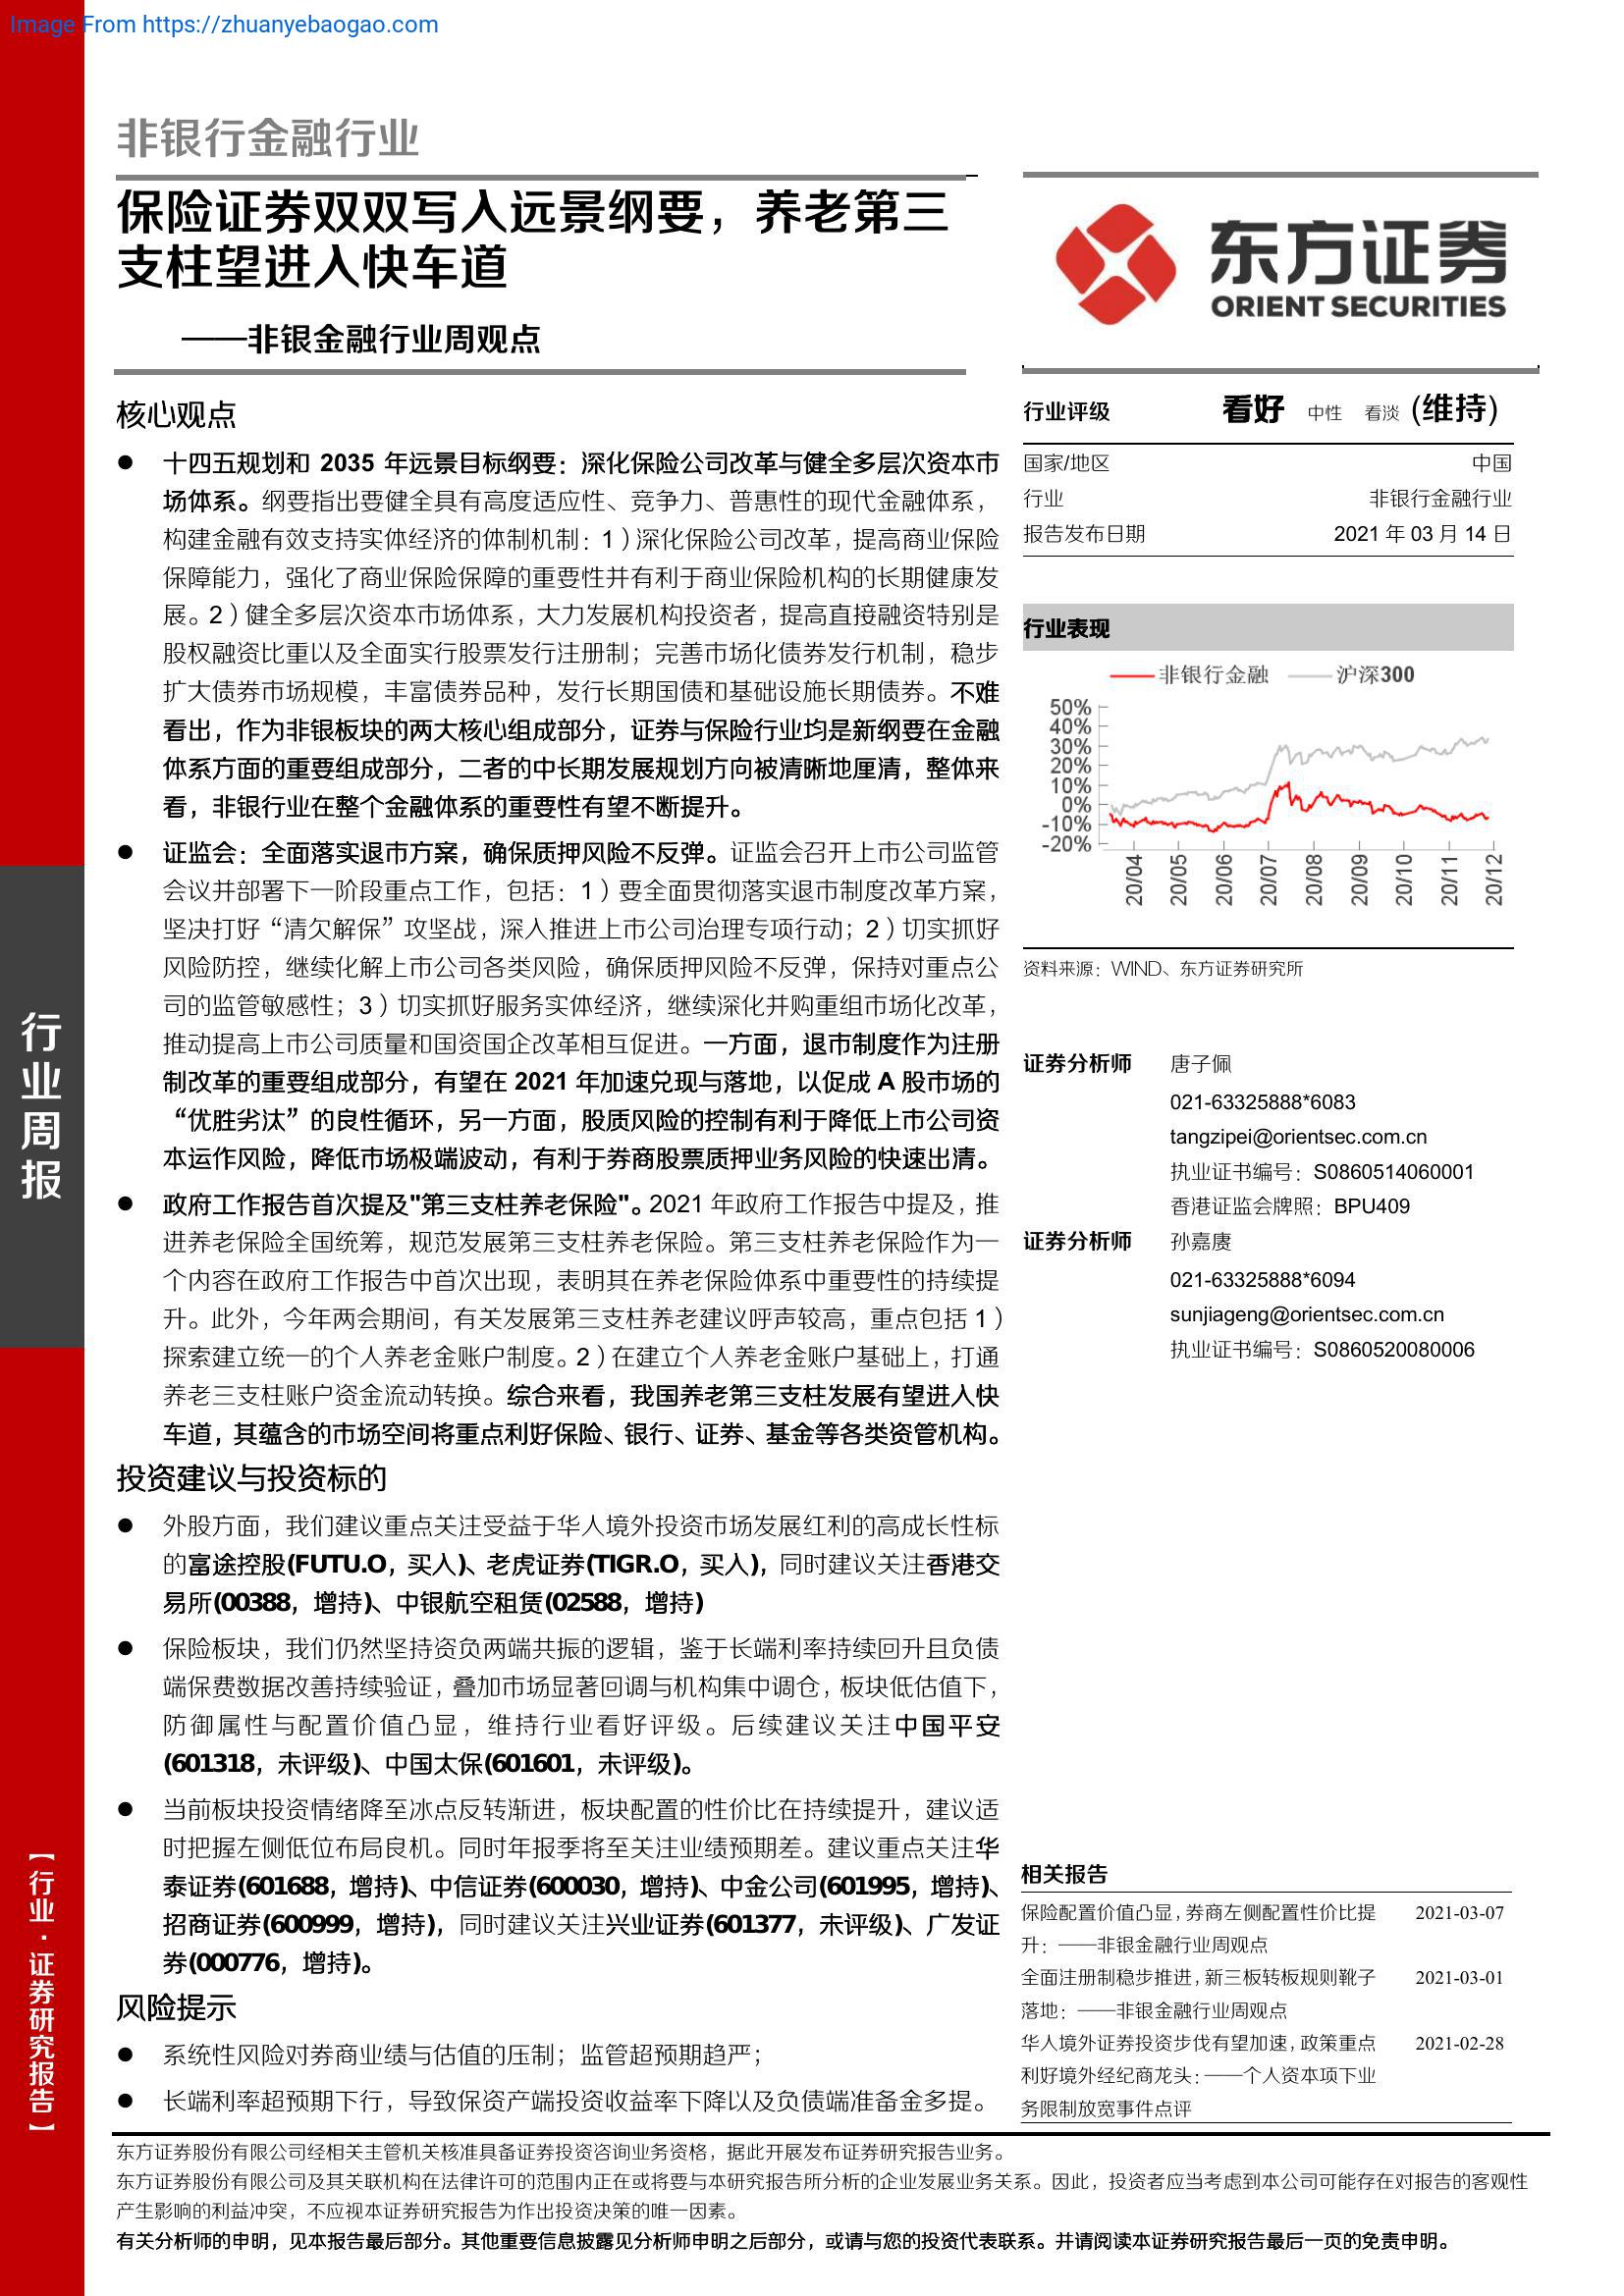 Image From https://zhuanyebaogao.com
非银行金融行业
保险证券双双写入远景纲要，养老第三
支柱望进入快车道
——非银金融行业周观点
东方证券
ORIENT SECURITIES
核心观点
● 十四五规划和 2035 年远景目标纲要：深化保险公司改革与健全多层次资本市
场体系。纲要指出要健全具有高度适应性、竞争力、普惠性的现代金融体系，
构建金融有效支持实体经济的体制机制：1）深化保险公司改革，提高商业保险
保障能力，强化了商业保险保障的重要性并有利于商业保险机构的长期健康发
展。2）健全多层次资本市场体系，大力发展机构投资者，提高直接融资特别是
股权融资比重以及全面实行股票发行注册制；完善市场化债券发行机制，稳步
扩大债券市场规模，丰富债券品种，发行长期国债和基础设施长期债券。不难
看出，作为非银板块的两大核心组成部分，证券与保险行业均是新纲要在金融
体系方面的重要组成部分，二者的中长期发展规划方向被清晰地厘清，整体来
看，非银行业在整个金融体系的重要性有望不断提升。
● 证监会：全面落实退市方案，确保质押风险不反弹。证监会召开上市公司监管
会议并部署下一阶段重点工作，包括：1）要全面贯彻落实退市制度改革方案，
坚决打好“清欠解保”攻坚战，深入推进上市公司治理专项行动；2）切实抓好
风险防控，继续化解上市公司各类风险，确保质押风险不反弹，保持对重点公
司的监管敏感性；3）切实抓好服务实体经济，继续深化并购重组市场化改革，
推动提高上市公司质量和国资国企改革相互促进。一方面，退市制度作为注册
制改革的重要组成部分，有望在 2021 年加速兑现与落地，以促成 A 股市场的
“优胜劣汰”的良性循环，另一方面，股质风险的控制有利于降低上市公司资
本运作风险，降低市场极端波动，有利于券商股票质押业务风险的快速出清。
● 政府工作报告首次提及"第三支柱养老保险"。2021 年政府工作报告中提及，推
进养老保险全国统筹，规范发展第三支柱养老保险。第三支柱养老保险作为一
个内容在政府工作报告中首次出现，表明其在养老保险体系中重要性的持续提
升。此外，今年两会期间，有关发展第三支柱养老建议呼声较高，重点包括 1）
探索建立统一的个人养老金账户制度。2）在建立个人养老金账户基础上，打通
养老三支柱账户资金流动转换。综合来看，我国养老第三支柱发展有望进入快
车道，其蕴含的市场空间将重点利好保险、银行、证券、基金等各类资管机构。
投资建议与投资标的
● 外股方面，我们建议重点关注受益于华人境外投资市场发展红利的高成长性标
的富途控股(FUTU.O，买入)、老虎证券(TIGR.O，买入)，同时建议关注香港交
易所(00388，增持)、中银航空租赁(02588，增持)
● 保险板块，我们仍然坚持资负两端共振的逻辑，鉴于长端利率持续回升且负债
端保费数据改善持续验证，叠加市场显著回调与机构集中调仓，板块低估值下，
防御属性与配置价值凸显，维持行业看好评级。后续建议关注中国平安
(601318，未评级)、中国太保(601601，未评级)。
● 当前板块投资情绪降至冰点反转渐进，板块配置的性价比在持续提升，建议适
时把握左侧低位布局良机。同时年报季将至关注业绩预期差。建议重点关注华
泰证券(601688，增持)、中信证券(600030，增持)、中金公司(601995，增持)、
招商证券(600999，增持)，同时建议关注兴业证券(601377，未评级)、广发证
券(000776，增持)。
风险提示
● 系统性风险对券商业绩与估值的压制；监管超预期趋严；
● 长端利率超预期下行，导致保资产端投资收益率下降以及负债端准备金多提。
行业评级 看好 中性 看淡 (维持)
国家/地区 中国
行业 非银行金融行业
报告发布日期 2021 年 03 月 14 日
行业表现
非银行金融 沪深300
50%
40%
30%
20%
10%
0%
-10%
-20%
20/04 20/05 20/06 20/07 20/08 20/09 20/10 20/11 20/12
资料来源：WIND、东方证券研究所
证券分析师 唐子佩
021-63325888*6083
tangzipei@orientsec.com.cn
执业证书编号：S0860514060001
香港证监会牌照：BPU409
证券分析师 孙嘉赓
021-63325888*6094
sunjiageng@orientsec.com.cn
执业证书编号：S0860520080006
相关报告
保险配置价值凸显，券商左侧配置性价比提 2021-03-07
升：——非银金融行业周观点
全面注册制稳步推进，新三板转板规则靴子 2021-03-01
落地：——非银金融行业周观点
华人境外证券投资步伐有望加速，政策重点 2021-02-28
利好境外经纪商龙头：——个人资本项下业
务限制放宽事件点评
行业周报
【行业·证券研究报告】
东方证券股份有限公司经相关主管机关核准具备证券投资咨询业务资格，据此开展发布证券研究报告业务。
东方证券股份有限公司及其关联机构在法律许可的范围内正在或将要与本研究报告所分析的企业发展业务关系。因此，投资者应当考虑到本公司可能存在对报告的客观性
产生影响的利益冲突，不应视本证券研究报告为作出投资决策的唯一因素。
有关分析师的申明，见本报告最后部分。其他重要信息披露见分析师申明之后部分，或请与您的投资代表联系。并请阅读本证券研究报告最后一页的免责申明。